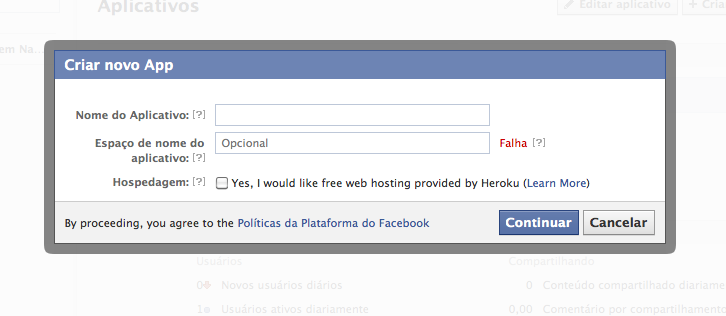 Aplicativos
Editar aplicativo
+ Cria
em Na...
Criar novo App
Nome do Aplicativo: [?]
Espaço de nome do
aplicativo: [?]
Opcional
Falha [?]
Hospedagem: [?]
Yes, I would like free web hosting provided by Heroku (Learn More)
By proceeding, you agree to the Políticas da Plataforma do Facebook
Continuar
Cancelar
Usuários
Compartilhando
0 Novos usuários diários
0 Conteúdo compartilhado diariame
1 Usuários ativos diariamente
0,00 Comentário por compartilhamento